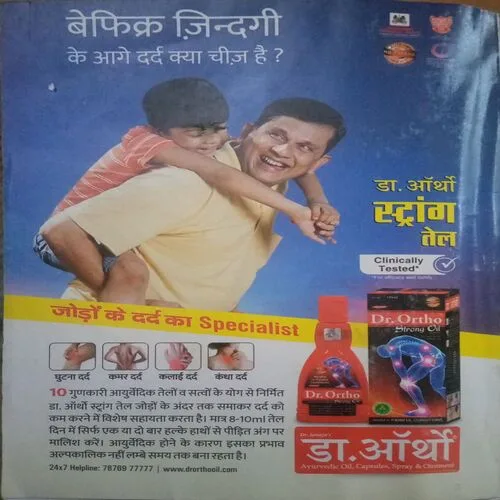 बेफिक्र ज़िन्दगी
के आगे दर्द क्या चीज़ है ?
डा. ऑर्थो
स्ट्रांग
तेल
Clinically
Tested*
जोड़ों के दर्द का Specialist
Dr. Ortho
Strong Oil
Dr. Ortho
Strong Oil
घुटना दर्द कमर दर्द कलाई दर्द कंधा दर्द
10 गुणकारी आयुर्वेदिक तेलों व सत्वों के योग से निर्मित
डा. ऑर्थो स्ट्रांग तेल जोड़ों के अंदर तक समाकर दर्द को
कम करने में विशेष सहायता करता है। मात्र 8-10ml तेल
दिन में सिर्फ एक या दो बार हल्के हाथों से पीड़ित अंग पर
मालिश करें। आयुर्वेदिक होने के कारण इसका प्रभाव
अल्पकालिक नहीं लम्बे समय तक बना रहता है।
24x7 Helpline: 78769 77777 | www.drorthooil.com
डा.ऑर्थो
Ayurvedic Oil, Capsules, Spray & Ointment